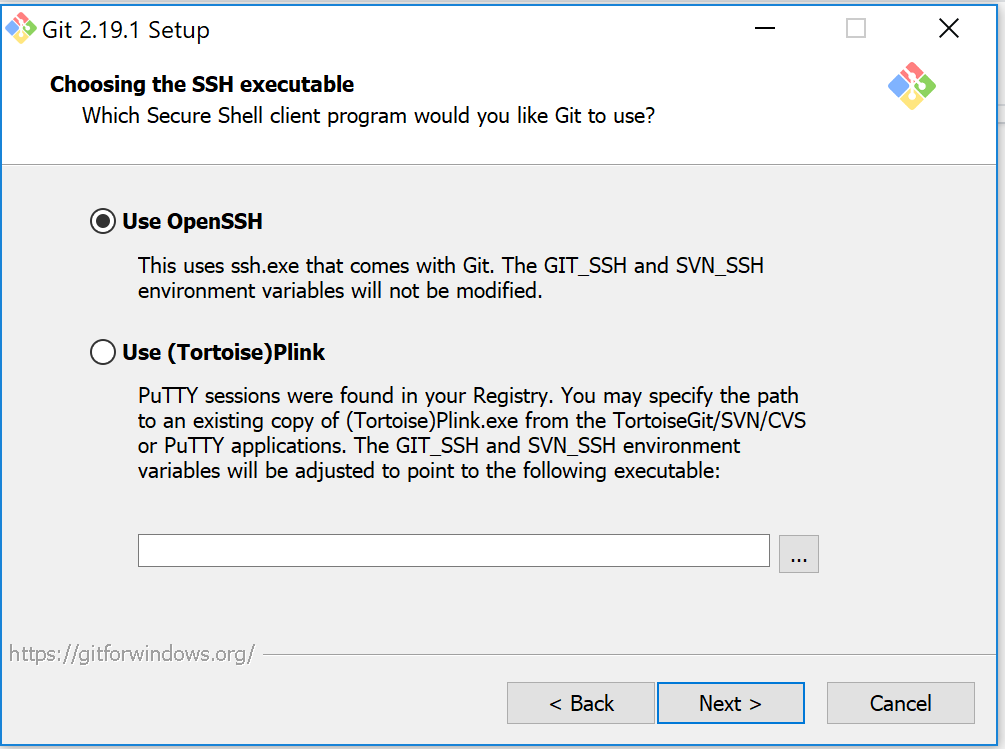 Git 2.19.1 Setup
Choosing the SSH executable
Which Secure Shell client program would you like Git to use?
Use OpenSSH
This uses ssh.exe that comes with Git. The GIT_SSH and SVN_SSH
environment variables will not be modified.
Use (Tortoise)Plink
PuTTY sessions were found in your Registry. You may specify the path
to an existing copy of (Tortoise)Plink.exe from the TortoiseGit/SVN/CVS
or PuTTY applications. The GIT_SSH and SVN_SSH environment
variables will be adjusted to point to the following executable:
...
https://gitforwindows.org/
< Back
Next >
Cancel